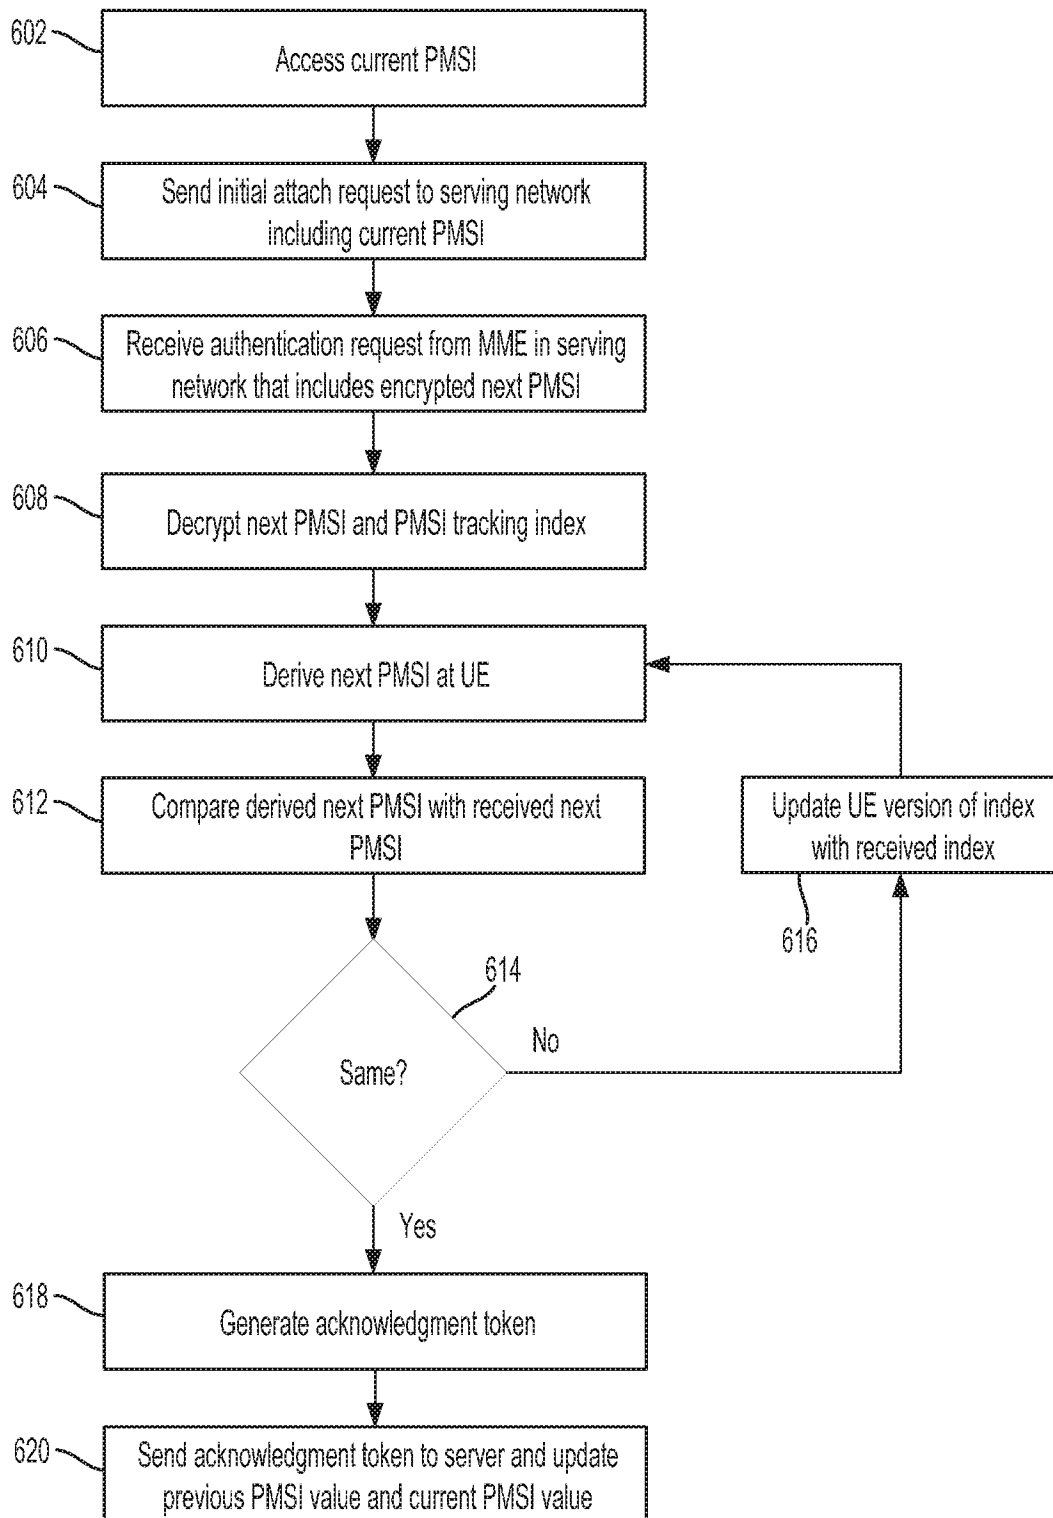 602
Access current PMSI
604
Send initial attach request to serving network
including current PMSI
606
Receive authentication request from MME in serving
network that includes encrypted next PMSI
608
Decrypt next PMSI and PMSI tracking index
610
Derive next PMSI at UE
612
Compare derived next PMSI with received next
PMSI
Update UE version of index
with received index
616
614
Same?
No
Yes
618
Generate acknowledgment token
620
Send acknowledgment token to server and update
previous PMSI value and current PMSI value